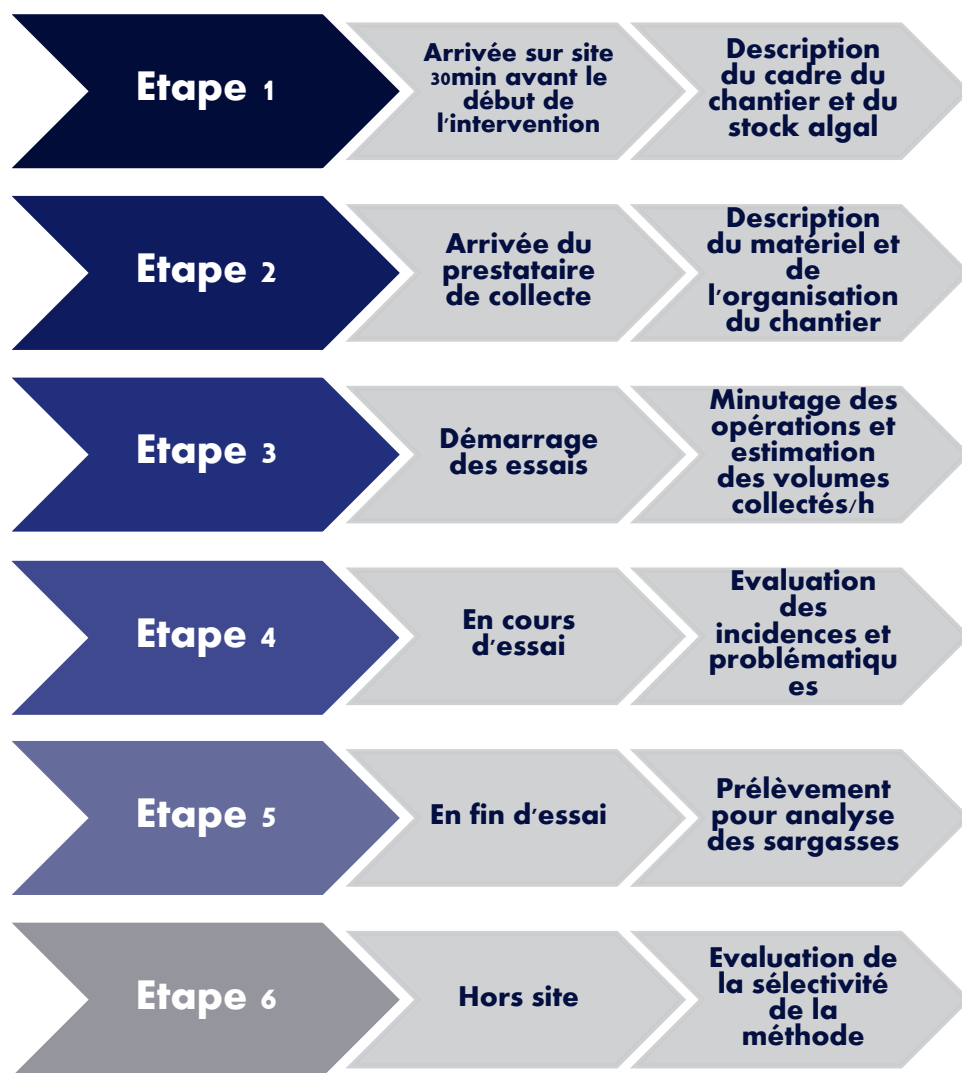 Etape 1
Arrivée sur site
30min avant le
début de
l'intervention
Description
du cadre du
chantier et du
stock algal
Etape 2
Arrivée du
prestataire
de collecte
Description
du matériel et
de
l'organisation
du chantier
Etape 3
Démarrage
des essais
Minutage des
opérations et
estimation
des volumes
collectés/h
Etape 4
En cours
d'essai
Evaluation
des
incidences et
problématiqu
es
Etape 5
En fin d'essai
Prélèvement
pour analyse
des sargasses
Etape 6
Hors site
Evaluation de
la sélectivité
de la
méthode